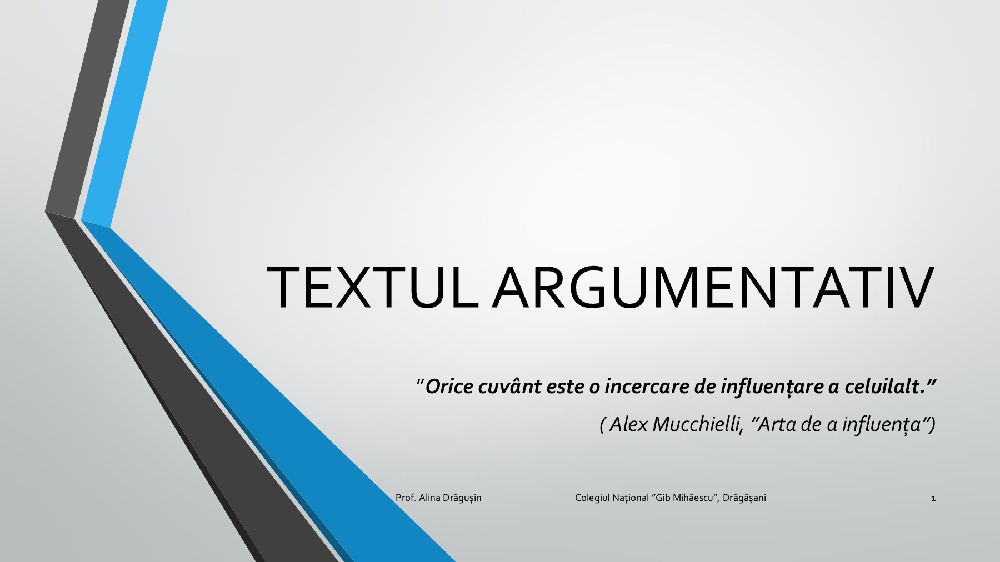 TEXTUL ARGUMENTATIV
”Orice cuvânt este o incercare de influențare a celuilalt.”
( Alex Mucchielli, ”Arta de a influența”)
Prof. Alina Drăgușin Colegiul Național ”Gib Mihăescu”, Drăgășani 1